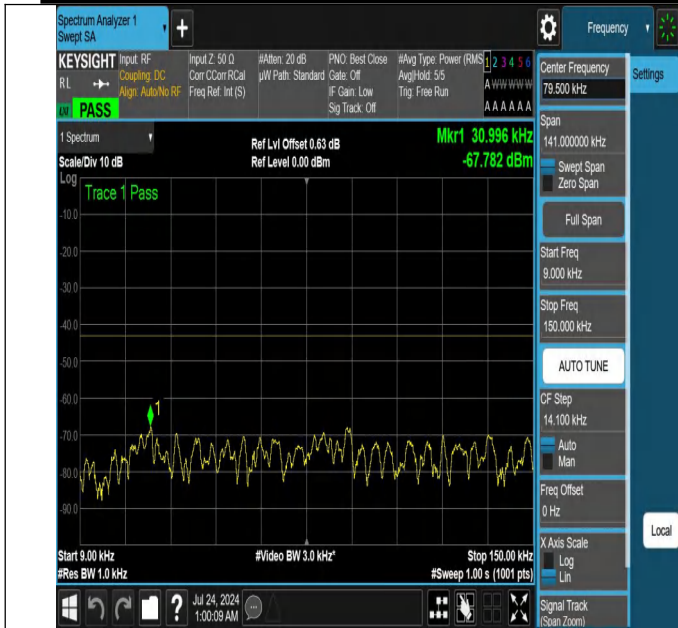 Spectrum Analyzer 1
Swept SA
+
Frequency
KEYSIGHT
RL
PASS
Input: RF
Coupling: DC
Align: Auto/No RF
Input Z: 50 Ω
Corr CCorr RCal
Freq Ref: Int (S)
#Atten: 20 dB
µW Path: Standard
PNO: Best Close
Gate: Off
IF Gain: Low
Sig Track: Off
#Avg Type: Power (RMS
Avg|Hold: 5/5
Trig: Free Run
1 2 3 4 5 6
A W W W W W
A A A A A A
Center Frequency
79.500 kHz
Settings
1 Spectrum
Scale/Div 10 dB
Log
Ref Lvl Offset 0.63 dB
Ref Level 0.00 dBm
Mkr1 30.996 kHz
-67.782 dBm
Trace 1 Pass
-10.0
-20.0
-30.0
-40.0
-50.0
-60.0
-70.0
-80.0
-90.0
1
Start 9.00 kHz
#Res BW 1.0 kHz
#Video BW 3.0 kHz*
Stop 150.00 kHz
#Sweep 1.00 s (1001 pts)
Span
141.000000 kHz
Swept Span
Zero Span
Full Span
Start Freq
9.000 kHz
Stop Freq
150.000 kHz
AUTO TUNE
CF Step
14.100 kHz
Auto
Man
Freq Offset
0 Hz
X Axis Scale
Log
Lin
Local
Signal Track
(Span Zoom)
?
Jul 24, 2024
1:00:09 AM